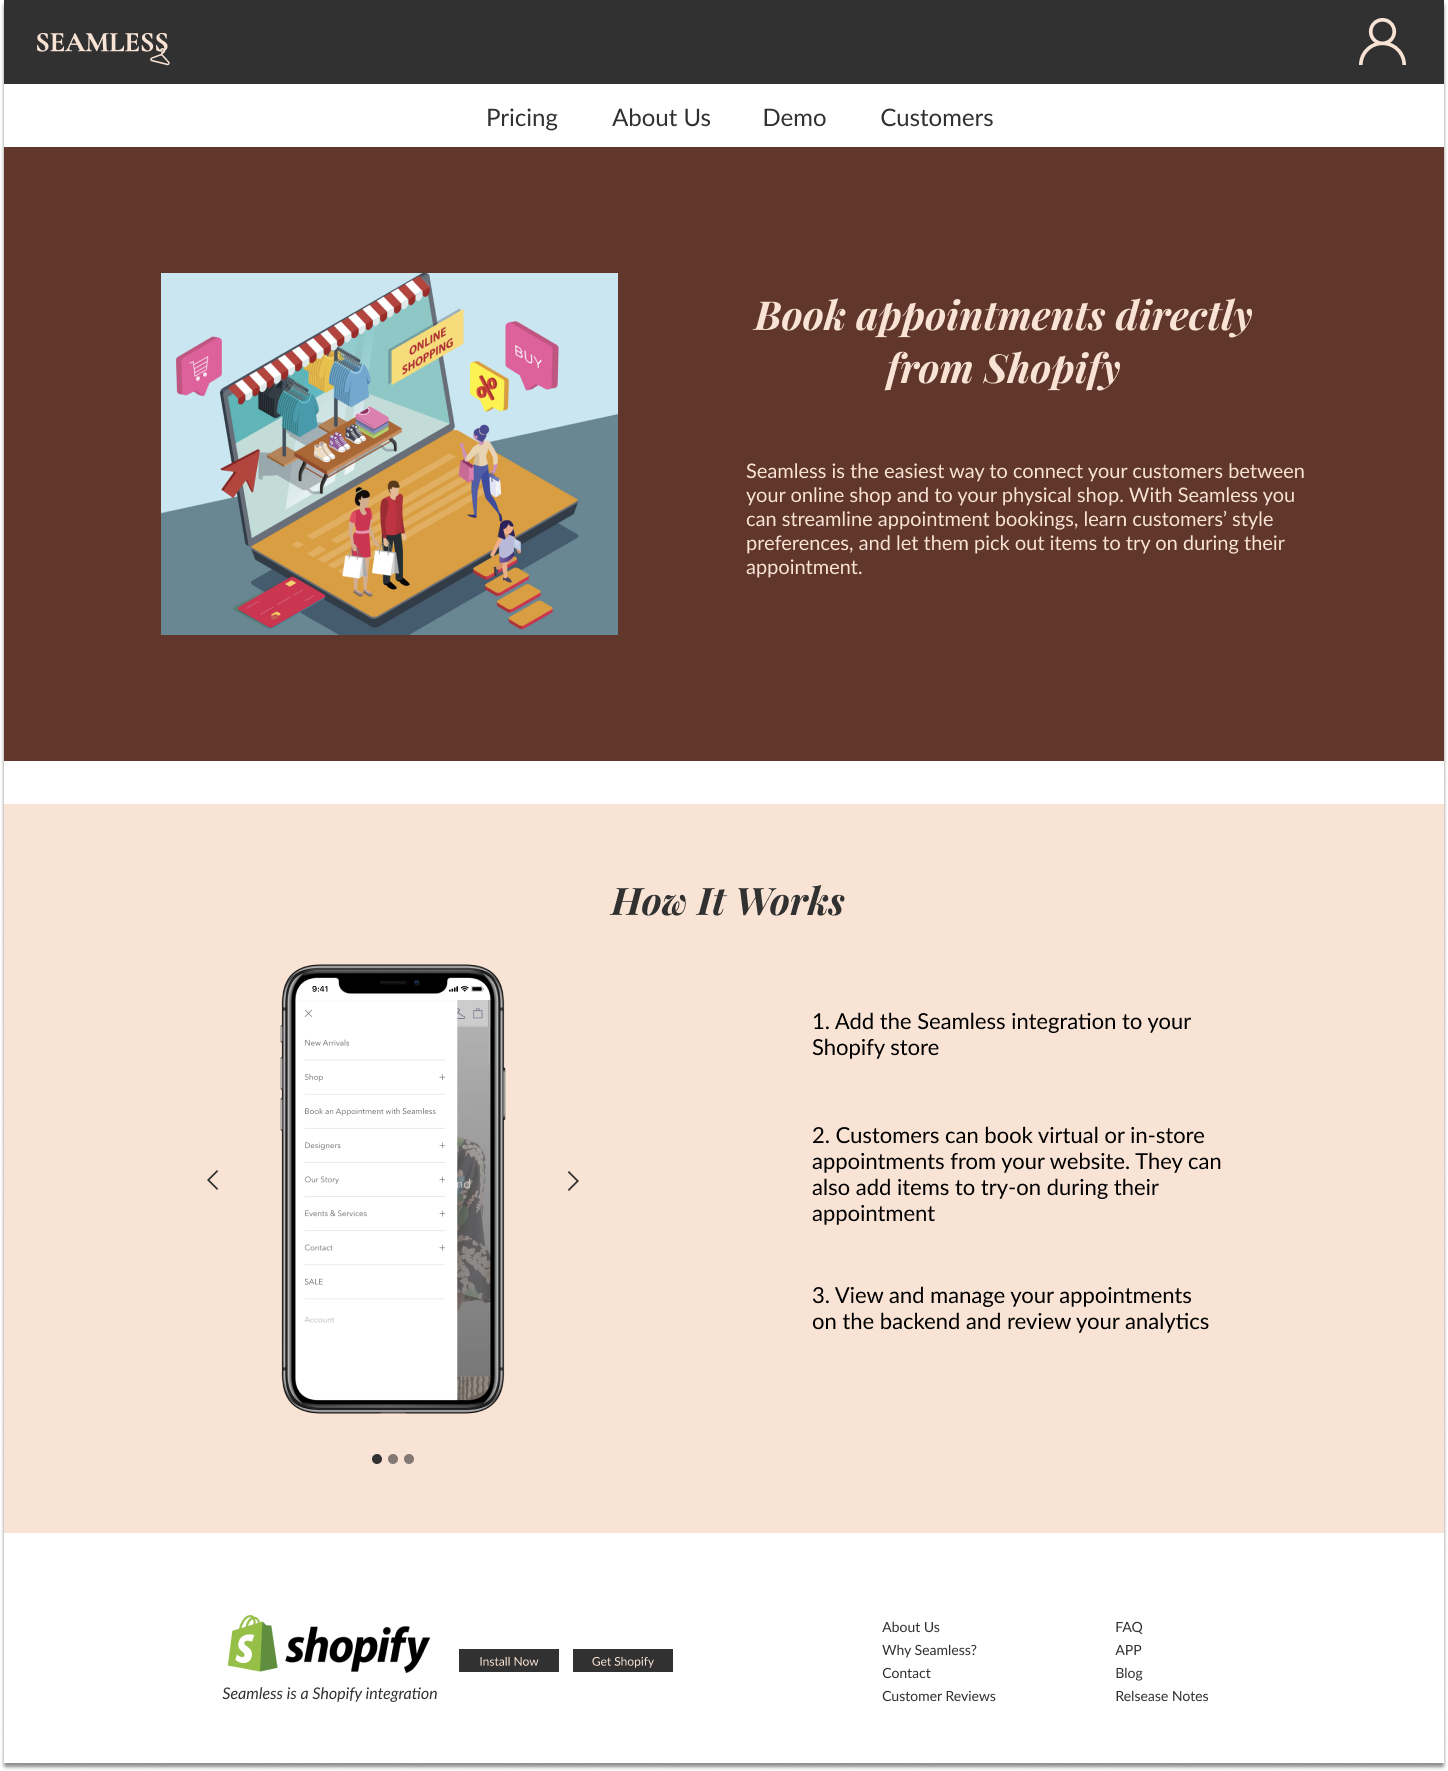 SEAMLESS
Pricing About Us Demo Customers
ONLINE
SHOPPING
BUY
%
Book appointments directly
from Shopify
Seamless is the easiest way to connect your customers between
your online shop and to your physical shop. With Seamless you
can streamline appointment bookings, learn customers’ style
preferences, and let them pick out items to try on during their
appointment.
How It Works
9:41
New Arrivals
Shop +
Book an Appointment with Seamless
Designers +
Our Story +
Events & Services +
Contact +
SALE
Account
1. Add the Seamless integration to your
Shopify store
2. Customers can book virtual or in-store
appointments from your website. They can
also add items to try-on during their
appointment
3. View and manage your appointments
on the backend and review your analytics
shopify
Seamless is a Shopify integration
Install Now Get Shopify
About Us
Why Seamless?
Contact
Customer Reviews
FAQ
APP
Blog
Relsease Notes